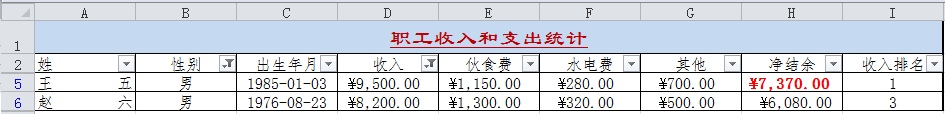 A B C D E F G H I
1 职工收入和支出统计
2 姓 性别 出生年月 收入 伙食费 水电费 其他 净结余 收入排名
5 王 五 男 1985-01-03 ¥9,500.00 ¥1,150.00 ¥280.00 ¥700.00 ¥7,370.00 1
6 赵 六 男 1976-08-23 ¥8,200.00 ¥1,300.00 ¥320.00 ¥500.00 ¥6,080.00 3